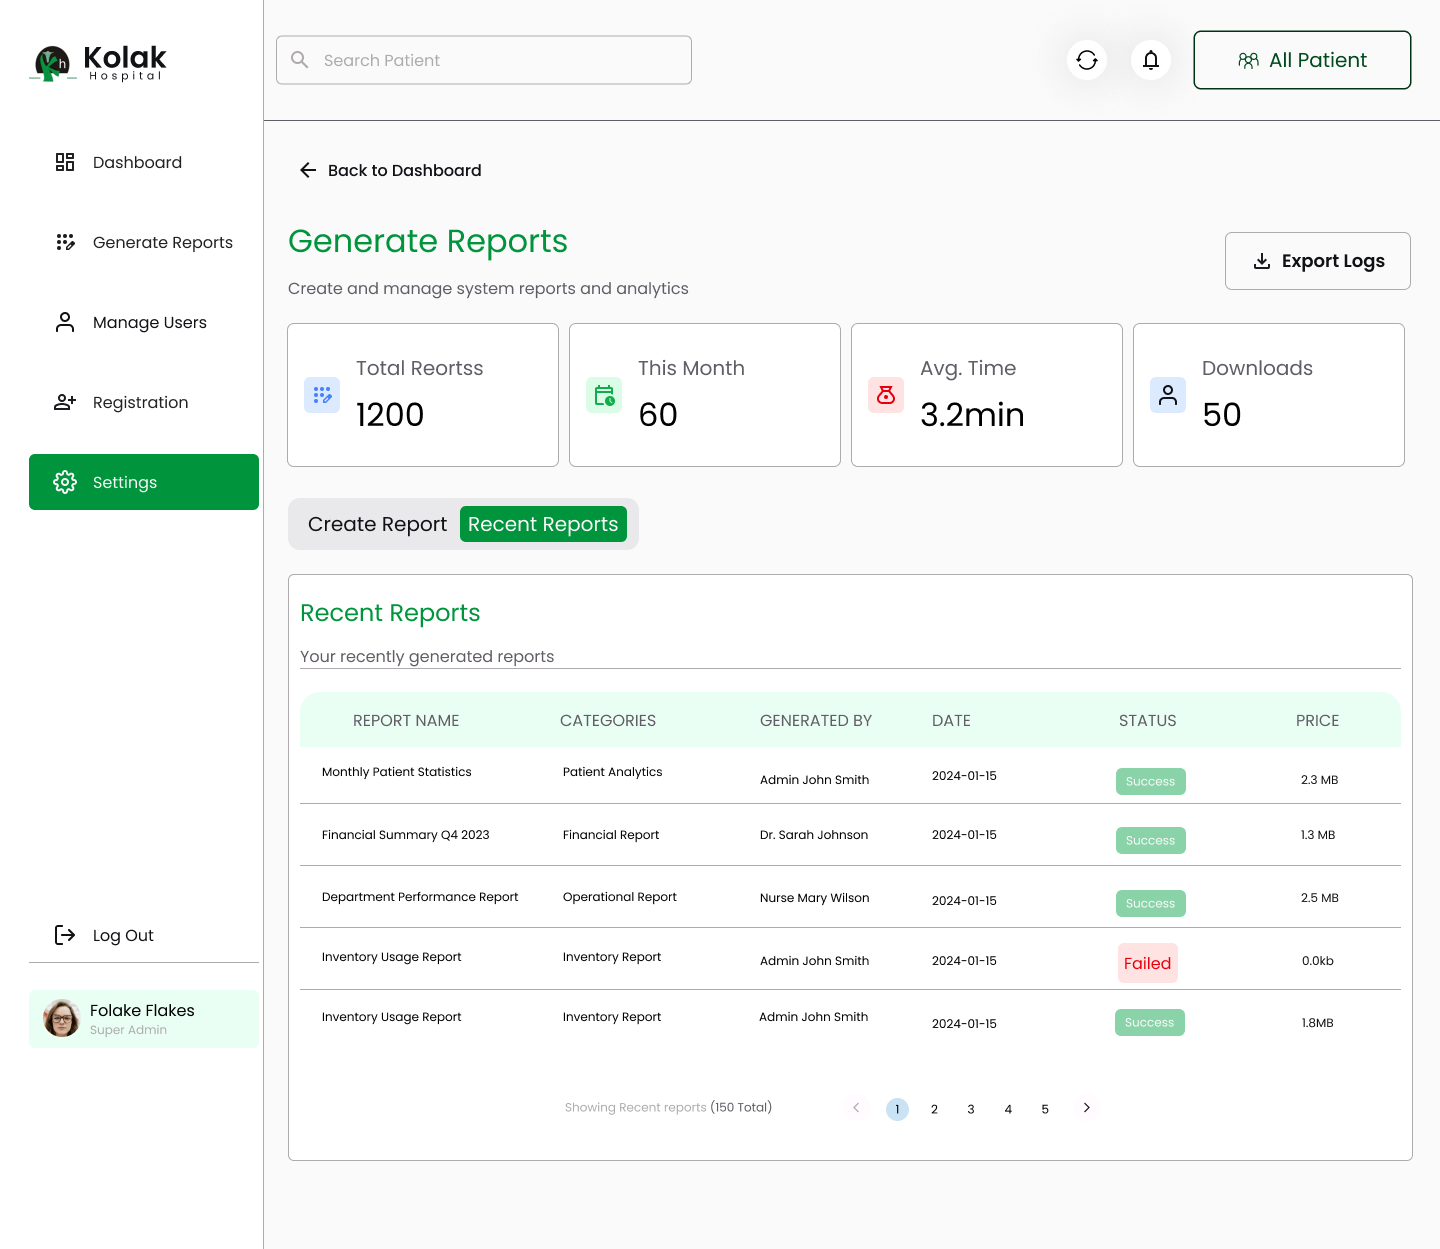 Kolak
Hospital
Search Patient
All Patient
Dashboard
Generate Reports
Manage Users
Registration
Settings
Log Out
Folake Flakes
Super Admin
Back to Dashboard
Generate Reports
Create and manage system reports and analytics
Export Logs
Total Reortss
1200
This Month
60
Avg. Time
3.2min
Downloads
50
Create Report Recent Reports
Recent Reports
Your recently generated reports
REPORT NAME CATEGORIES GENERATED BY DATE STATUS PRICE
Monthly Patient Statistics Patient Analytics Admin John Smith 2024-01-15 Success 2.3 MB
Financial Summary Q4 2023 Financial Report Dr. Sarah Johnson 2024-01-15 Success 1.3 MB
Department Performance Report Operational Report Nurse Mary Wilson 2024-01-15 Success 2.5 MB
Inventory Usage Report Inventory Report Admin John Smith 2024-01-15 Failed 0.0kb
Inventory Usage Report Inventory Report Admin John Smith 2024-01-15 Success 1.8MB
Showing Recent reports (150 Total) 1 2 3 4 5